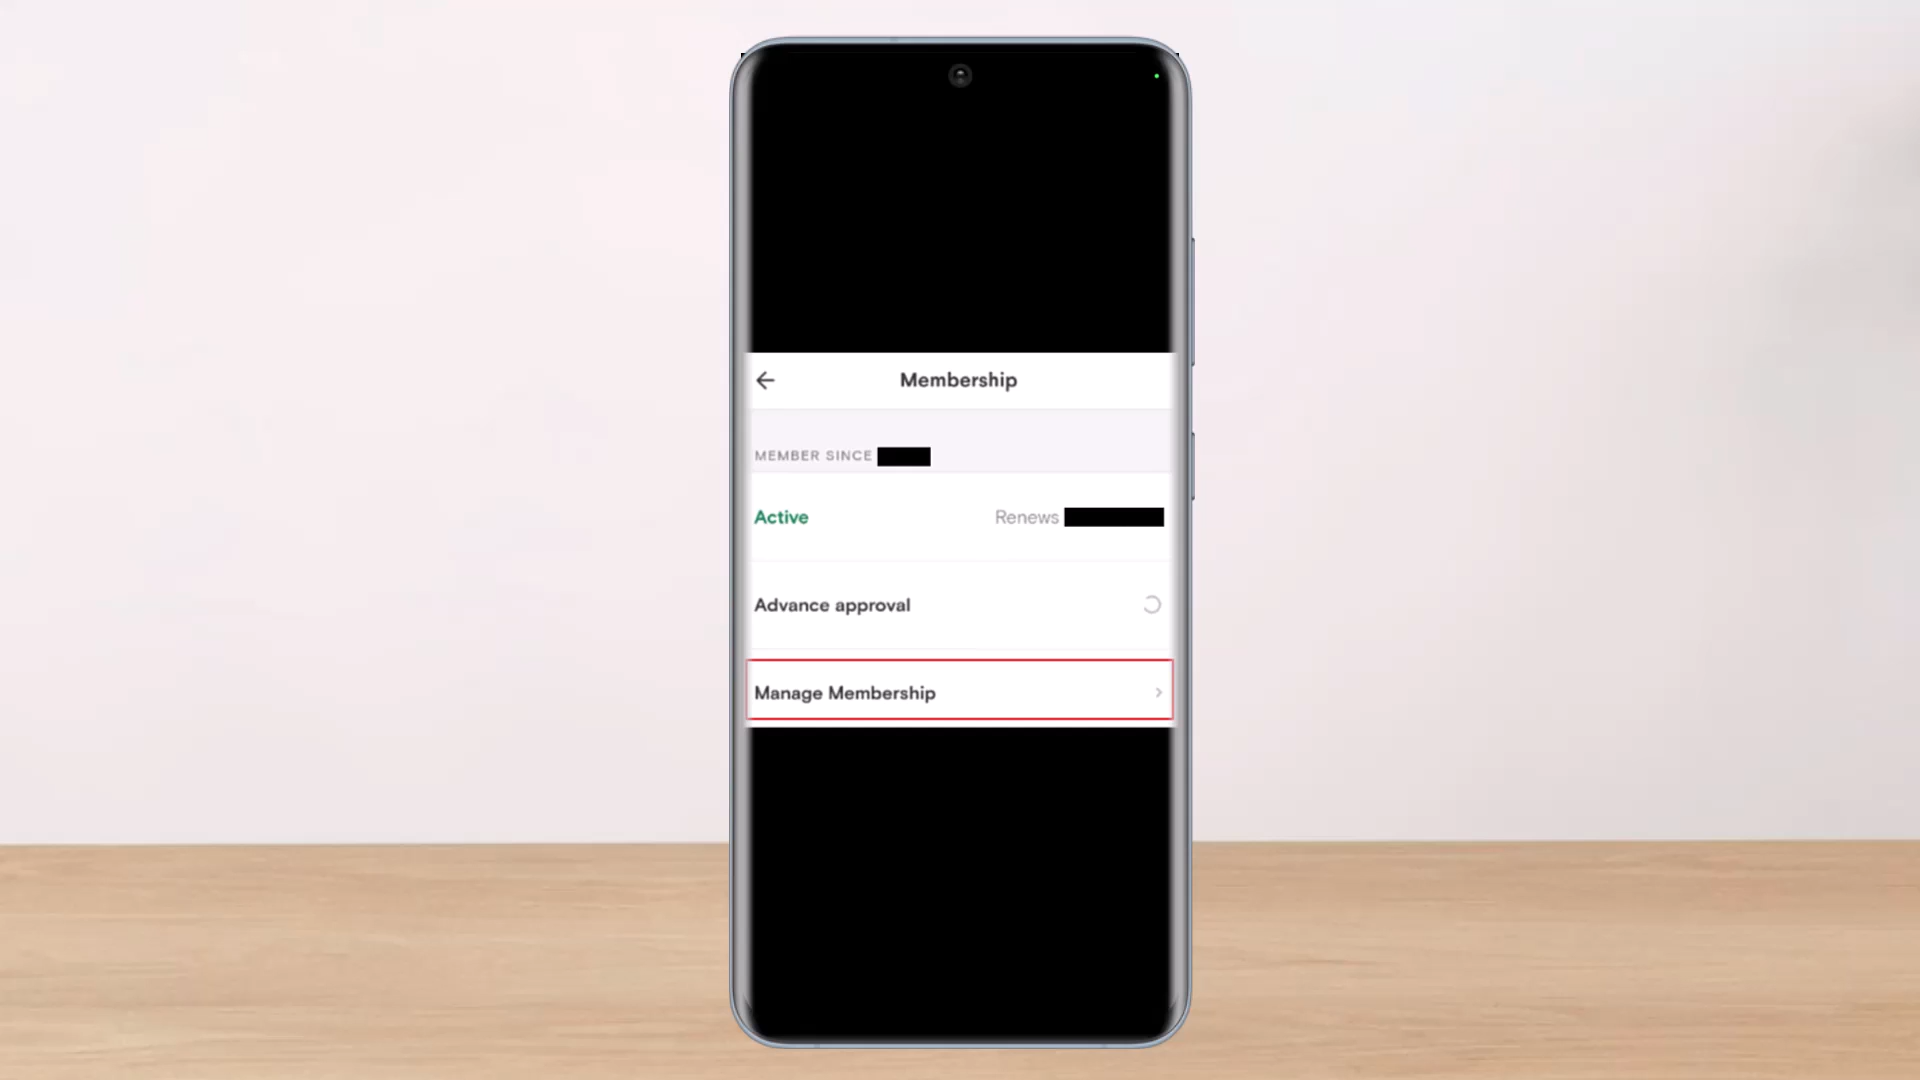 Membership
MEMBER SINCE
Active
Renews
Advance approval
Manage Membership